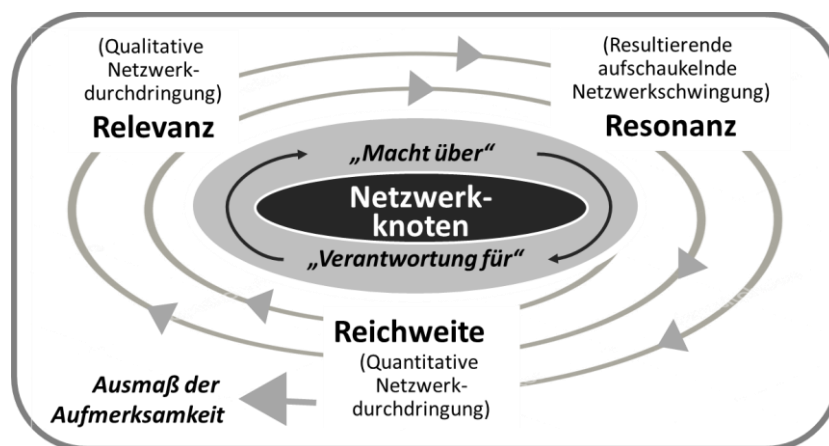 (Qualitative
Netzwerk-
durchdringung)
Relevanz
(Resultierende
aufschaukelnde
Netzwerkschwingung)
Resonanz
„Macht über“
Netzwerk-
knoten
„Verantwortung für“
Reichweite
(Quantitative
Netzwerk-
durchdringung)
Ausmaß der
Aufmerksamkeit